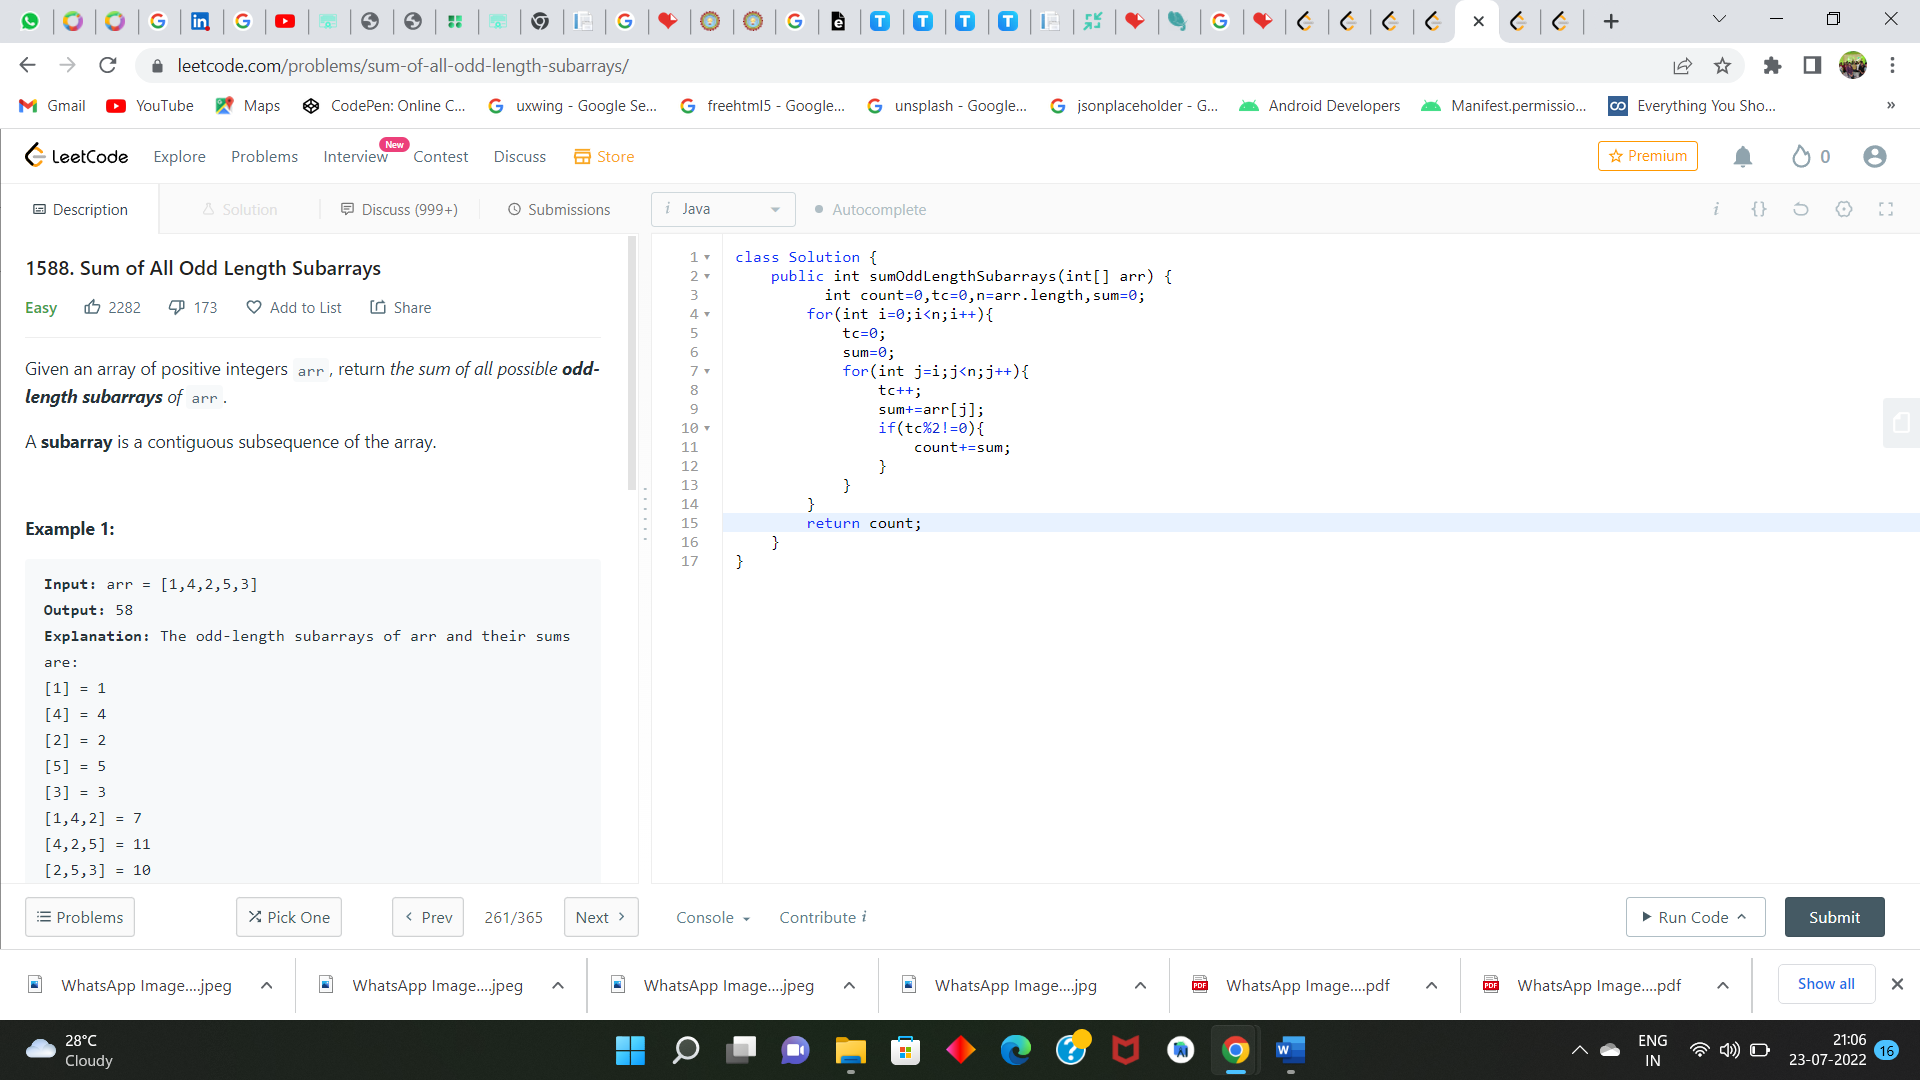 leetcode.com/problems/sum-of-all-odd-length-subarrays/
Gmail YouTube Maps CodePen: Online C... uxwing - Google Se... freehtml5 - Google... unsplash - Google... jsonplaceholder - G... Android Developers Manifest.permissio... Everything You Sho... »
LeetCode Explore Problems Interview New Contest Discuss Store Premium 0
Description Solution Discuss (999+) Submissions i Java Autocomplete i {}
1588. Sum of All Odd Length Subarrays
Easy 2282 173 Add to List Share
Given an array of positive integers arr, return the sum of all possible odd-
length subarrays of arr.
A subarray is a contiguous subsequence of the array.
Example 1:
Input: arr = [1,4,2,5,3]
Output: 58
Explanation: The odd-length subarrays of arr and their sums
are:
[1] = 1
[4] = 4
[2] = 2
[5] = 5
[3] = 3
[1,4,2] = 7
[4,2,5] = 11
[2,5,3] = 10
1 class Solution {
2 public int sumOddLengthSubarrays(int[] arr) {
3 int count=0,tc=0,n=arr.length,sum=0;
4 for(int i=0;i<n;i++){
5 tc=0;
6 sum=0;
7 for(int j=i;j<n;j++){
8 tc++;
9 sum+=arr[j];
10 if(tc%2!=0){
11 count+=sum;
12 }
13 }
14 }
15 return count;
16 }
17 }
Problems Pick One Prev 261/365 Next Console Contribute i Run Code Submit
WhatsApp Image....jpeg WhatsApp Image....jpeg WhatsApp Image....jpeg WhatsApp Image....jpg WhatsApp Image....pdf WhatsApp Image....pdf Show all
28°C
Cloudy
ENG
IN
21:06
23-07-2022 16